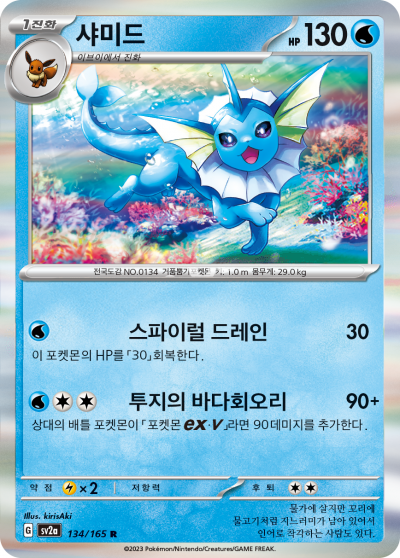 1진화
샤미드
HP 130
이브이에서 진화
전국도감 NO.0134 거품뿜기포켓몬 키: 1.0 m 몸무게: 29.0 kg
스파이럴 드레인 30
이 포켓몬의 HP를 「30」회복한다.
투지의 바다회오리 90+
상대의 배틀 포켓몬이 「포켓몬 ex·V」라면 90데미지를 추가한다.
약점 ×2 저항력 후퇴
Illus. kirisAki
G sv2a 134/165 R
물가에 살지만 꼬리에
물고기처럼 지느러미가 남아 있어서
인어로 착각하는 사람도 있다.
©2023 Pokémon/Nintendo/Creatures/GAME FREAK.